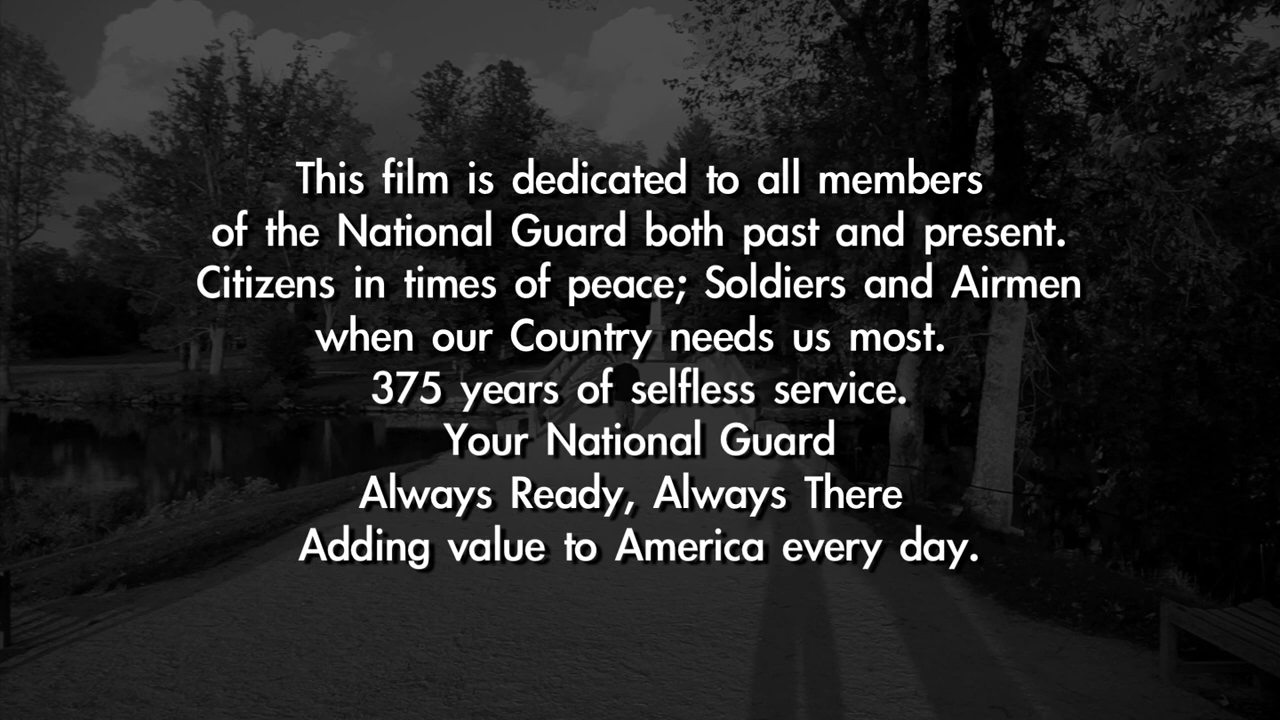 This film is dedicated to all members
of the National Guard both past and present.
Citizens in times of peace; Soldiers and Airmen
when our Country needs us most.
375 years of selfless service.
Your National Guard
Always Ready, Always There
Adding value to America every day.